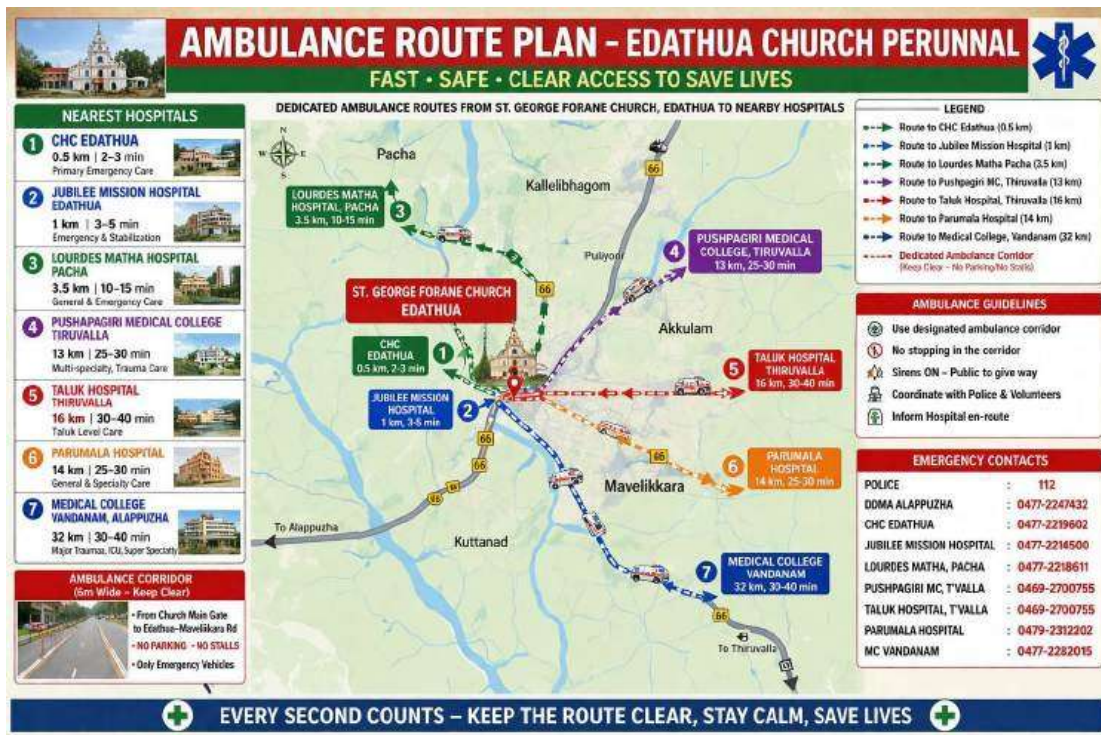 AMBULANCE ROUTE PLAN - EDATHUA CHURCH PERUNNAL
FAST • SAFE • CLEAR ACCESS TO SAVE LIVES
NEAREST HOSPITALS
1 CHC EDATHUA
0.5 km | 2–3 min
Primary Emergency Care
2 JUBILEE MISSION HOSPITAL
EDATHUA
1 km | 3–5 min
Emergency & Stabilization
3 LOURDES MATHA HOSPITAL
PACHA
3.5 km | 10–15 min
General & Emergency Care
4 PUSHAPAGIRI MEDICAL COLLEGE
TIRUVALLA
13 km | 25–30 min
Multi-specialty, Trauma Care
5 TALUK HOSPITAL
THIRUVALLA
16 km | 30–40 min
Taluk Level Care
6 PARUMALA HOSPITAL
14 km | 25–30 min
General & Specialty Care
7 MEDICAL COLLEGE
VANDANAM, ALAPPUZHA
32 km | 30–40 min
Major Traumaa, ICU, Super Specialty
AMBULANCE CORRIDOR
(6m Wide – Keep Clear)
• From Church Main Gate
to Edathua–Maveliikara Rd
• NO PARKING • NO STALLS
• Only Emergency Vehicles
DEDICATED AMBULANCE ROUTES FROM ST. GEORGE FORANE CHURCH, EDATHUA TO NEARBY HOSPITALS
N
W E
S
Pacha
Kallelibhagom
66
LOURDES MATHA
HOSPITAL, PACHA
3.5 km, 10-15 min
3
Puliyoor
4
PUSHPAGIRI MEDICAL
COLLEGE, TIRUVALLA
13 km, 25-30 min
66
ST. GEORGE FORANE CHURCH
EDATHUA
Akkulam
CHC
EDATHUA
0.5 km, 2-3 min
1
5
TALUK HOSPITAL
THIRUVALLA
16 km, 30-40 min
JUBILEE MISSION
HOSPITAL
1 km, 3-5 min
2
66
66
66
6
PARUMALA
HOSPITAL
14 km, 25-30 min
Mavelikkara
To Alappuzha
Kuttanad
7
MEDICAL COLLEGE
VANDANAM
32 km, 30-40 min
66
To Thiruvalla
LEGEND
Route to CHC Edathua (0.5 km)
Route to Jubilee Mission Hospital (1 km)
Route to Lourdes Matha Pacha (3.5 km)
Route to Pushpagiri MC, Thiruvalla (13 km)
Route to Taluk Hospital, Thiruvalla (16 km)
Route to Parumala Hospital (14 km)
Route to Medical College, Vandanam (32 km)
Dedicated Ambulance Corridor
(Keep Clear – No Parking/No Stalls)
AMBULANCE GUIDELINES
Use designated ambulance corridor
No stopping in the corridor
Sirens ON – Public to give way
Coordinate with Police & Volunteers
Inform Hospital en-route
EMERGENCY CONTACTS
POLICE : 112
DDMA ALAPPUZHA : 0477-2247432
CHC EDATHUA : 0477-2219602
JUBILEE MISSION HOSPITAL : 0477-2214500
LOURDES MATHA, PACHA : 0477-2218611
PUSHPAGIRI MC, T'VALLA : 0469-2700755
TALUK HOSPITAL, T'VALLA : 0469-2700755
PARUMALA HOSPITAL : 0479-2312202
MC VANDANAM : 0477-2282015
EVERY SECOND COUNTS – KEEP THE ROUTE CLEAR, STAY CALM, SAVE LIVES